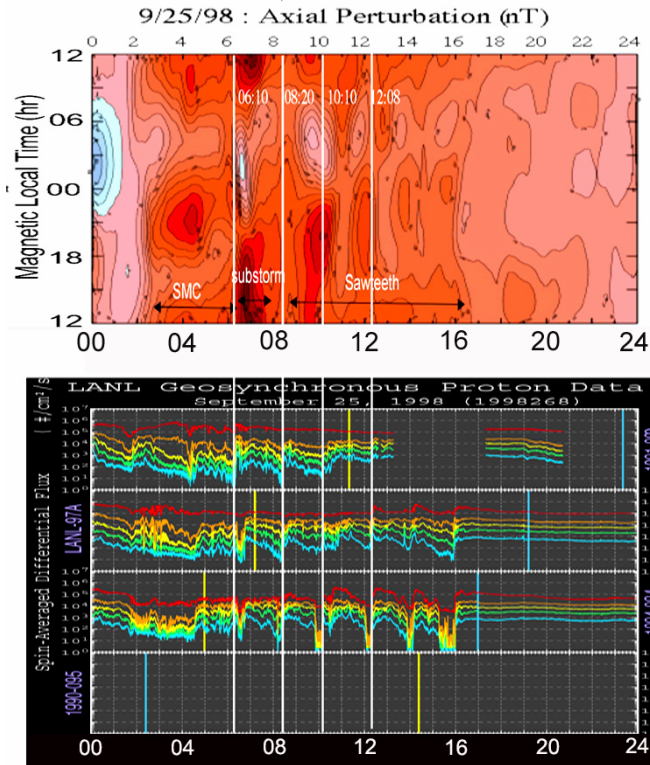 9/25/98 : Axial Perturbation (nT)
0 2 4 6 8 10 12 14 16 18 20 22 24
Magnetic Local Time (hr)
12
06
00
18
12
06:10 08:20 10:10 12:08
SMC
substorm
Sawteeth
00 04 08 12 16 20 24
LANL Geosynchronous Proton Data
September 25, 1998 (1998268)
Spin-Averaged Differential Flux ( #/cm²/s
LANL-97A
1990-095
00 04 08 12 16 20 24